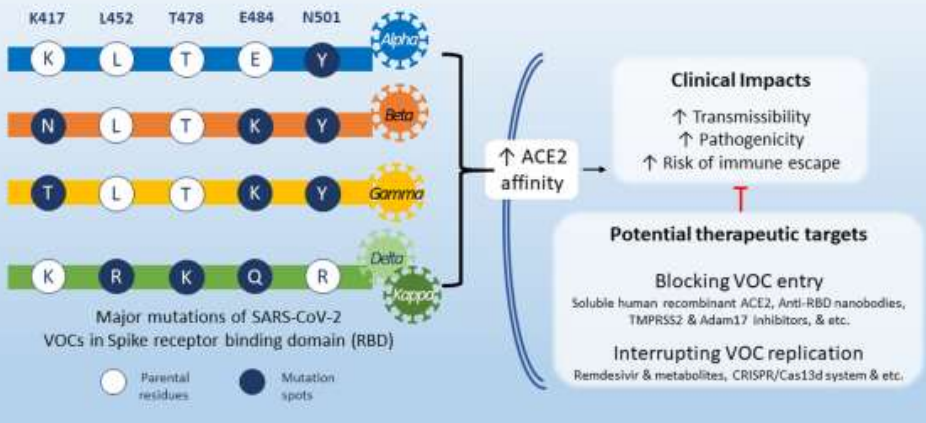 K417 L452 T478 E484 N501
K L T E Y Alpha
N L T K Y Beta
T L T K Y Gamma
K R K Q R Delta
Kappa
Major mutations of SARS-CoV-2
VOCs in Spike receptor binding domain (RBD)
Parental
residues
Mutation
spots
↑ ACE2
affinity
Clinical Impacts
↑ Transmissibility
↑ Pathogenicity
↑ Risk of immune escape
Potential therapeutic targets
Blocking VOC entry
Soluble human recombinant ACE2, Anti-RBD nanobodies,
TMPRSS2 & Adam17 inhibitors, & etc.
Interrupting VOC replication
Remdesivir & metabolites, CRISPR/Cas13d system & etc.